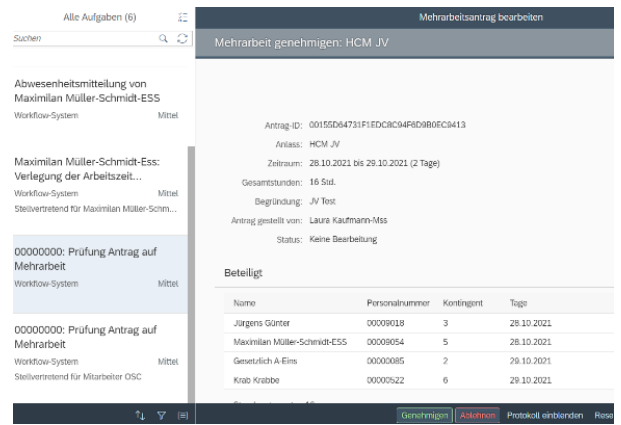 Alle Aufgaben (6)
Suchen
Abwesenheitsmitteilung von
Maximilan Müller-Schmidt-ESS
Workflow-System Mittel
Maximilan Müller-Schmidt-Ess:
Verlegung der Arbeitszeit...
Workflow-System Mittel
Stellvertretend für Maximilan Müller-Schm...
00000000: Prüfung Antrag auf
Mehrarbeit
Workflow-System Mittel
00000000: Prüfung Antrag auf
Mehrarbeit
Workflow-System Mittel
Stellvertretend für Mitarbeiter OSC
Mehrarbeitsantrag bearbeiten
Mehrarbeit genehmigen: HCM JV
Antrag-ID: 00155D64731F1EDC8C94F6D9B0EC9413
Anlass: HCM JV
Zeitraum: 28.10.2021 bis 29.10.2021 (2 Tage)
Gesamtstunden: 16 Std.
Begründung: JV Test
Antrag gestellt von: Laura Kaufmann-Mss
Status: Keine Bearbeitung
Beteiligt
Name Personalnummer Kontingent Tage
Jürgens Günter 00009018 3 28.10.2021
Maximilan Müller-Schmidt-ESS 00009054 5 28.10.2021
Gesetzlich A-Eins 00000085 2 29.10.2021
Krab Krabbe 00000522 6 29.10.2021
Genehmigen Ablehnen Protokoll einblenden Rese